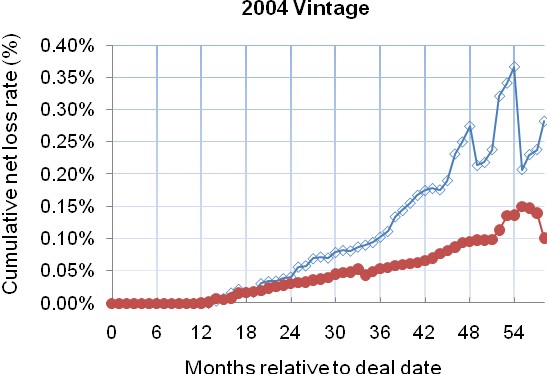 2004 Vintage
Cumulative net loss rate (%)
0.40%
0.35%
0.30%
0.25%
0.20%
0.15%
0.10%
0.05%
0.00%
0 6 12 18 24 30 36 42 48 54
Months relative to deal date